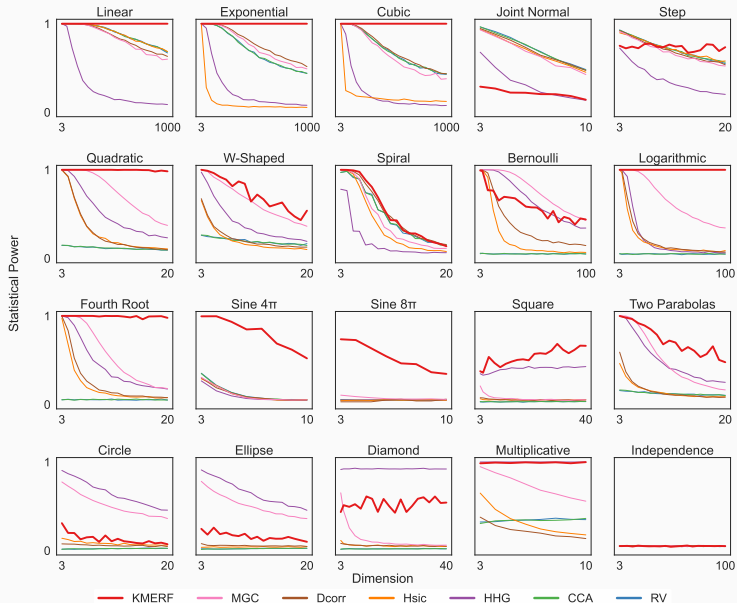 Linear Exponential Cubic Joint Normal Step
1 0 3 1000 3 1000 3 1000 3 10 3 20
Quadratic W-Shaped Spiral Bernoulli Logarithmic
1 0 3 20 3 20 3 20 3 100 3 100
Statistical Power
Fourth Root Sine 4π Sine 8π Square Two Parabolas
1 0 3 20 3 10 3 10 3 40 3 20
Circle Ellipse Diamond Multiplicative Independence
1 0 3 20 3 20 3 40 3 10 3 100
Dimension
KMERF MGC Dcorr Hsic HHG CCA RV